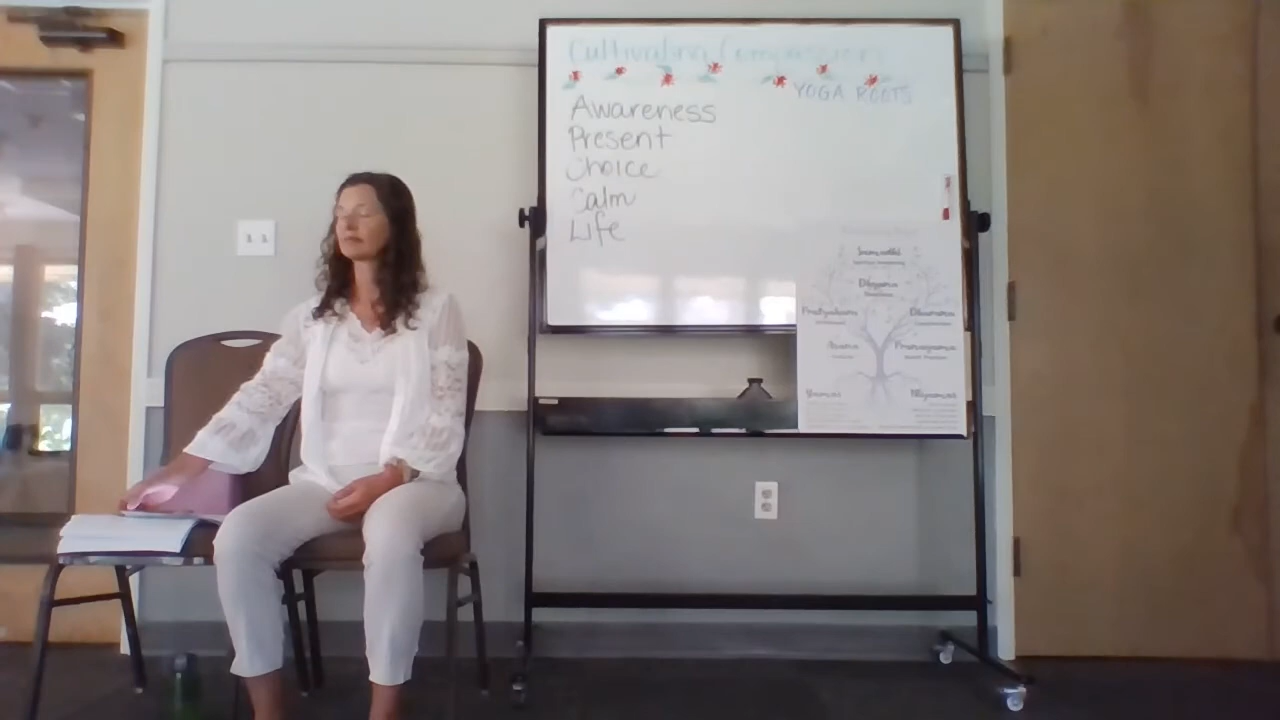 Cultivating Compassion
YOGA ROOTS
Awareness
Present
Choice
Calm
Life
Samadhi
Dhyana
Pratyahara Dharana
Asana Pranayama
Yamas Niyamas